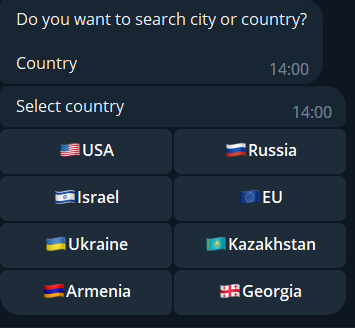 Do you want to search city or country?
Country
14:00
Select country
14:00
🇺🇸USA
🇷🇺Russia
🇮🇱Israel
🇪🇺EU
🇺🇦Ukraine
🇰🇿Kazakhstan
🇦🇲Armenia
🇬🇪Georgia